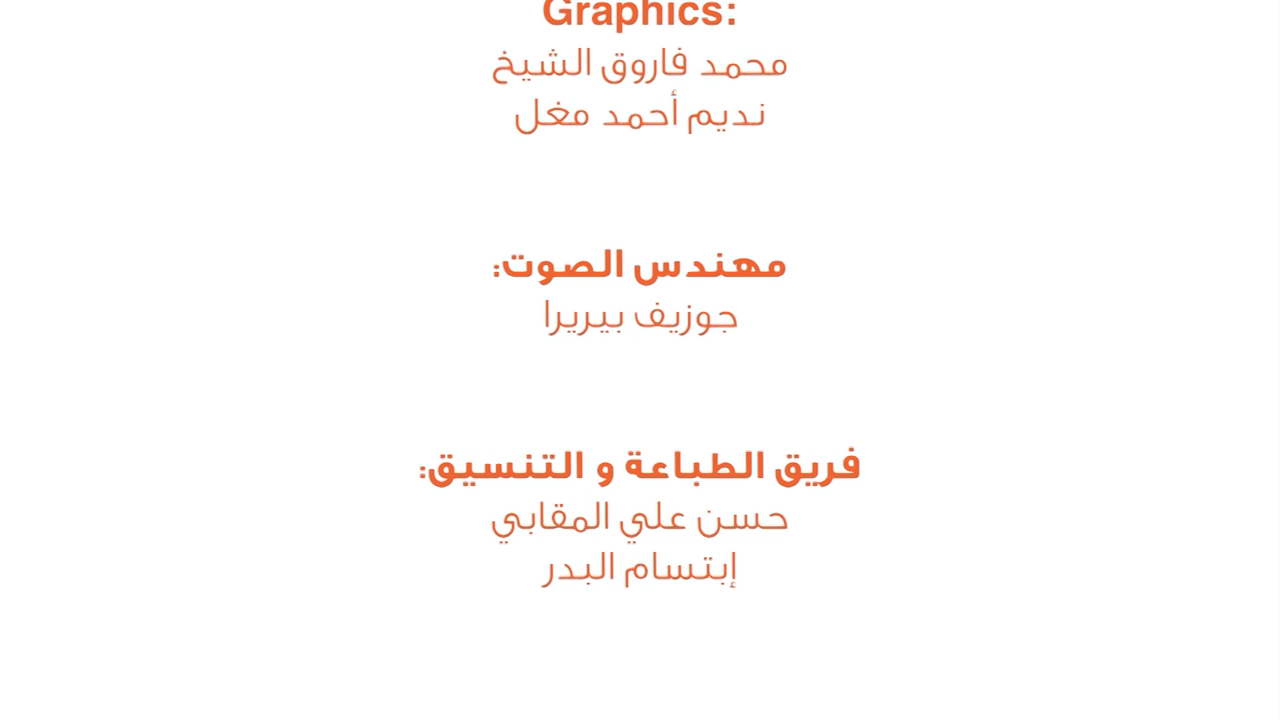 Graphics:
محمد فاروق الشيخ
نديم أحمد مغل
مهندس الصوت:
جوزيف بيريرا
فريق الطباعة و التنسيق:
حسن علي المقابي
إبتسام البدر